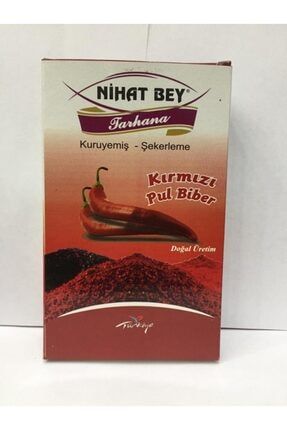 NİHAT BEY®
Tarhana
Kuruyemiş - Şekerleme
Kırmızı
Pul Biber
Doğal Üretim
Türkiye